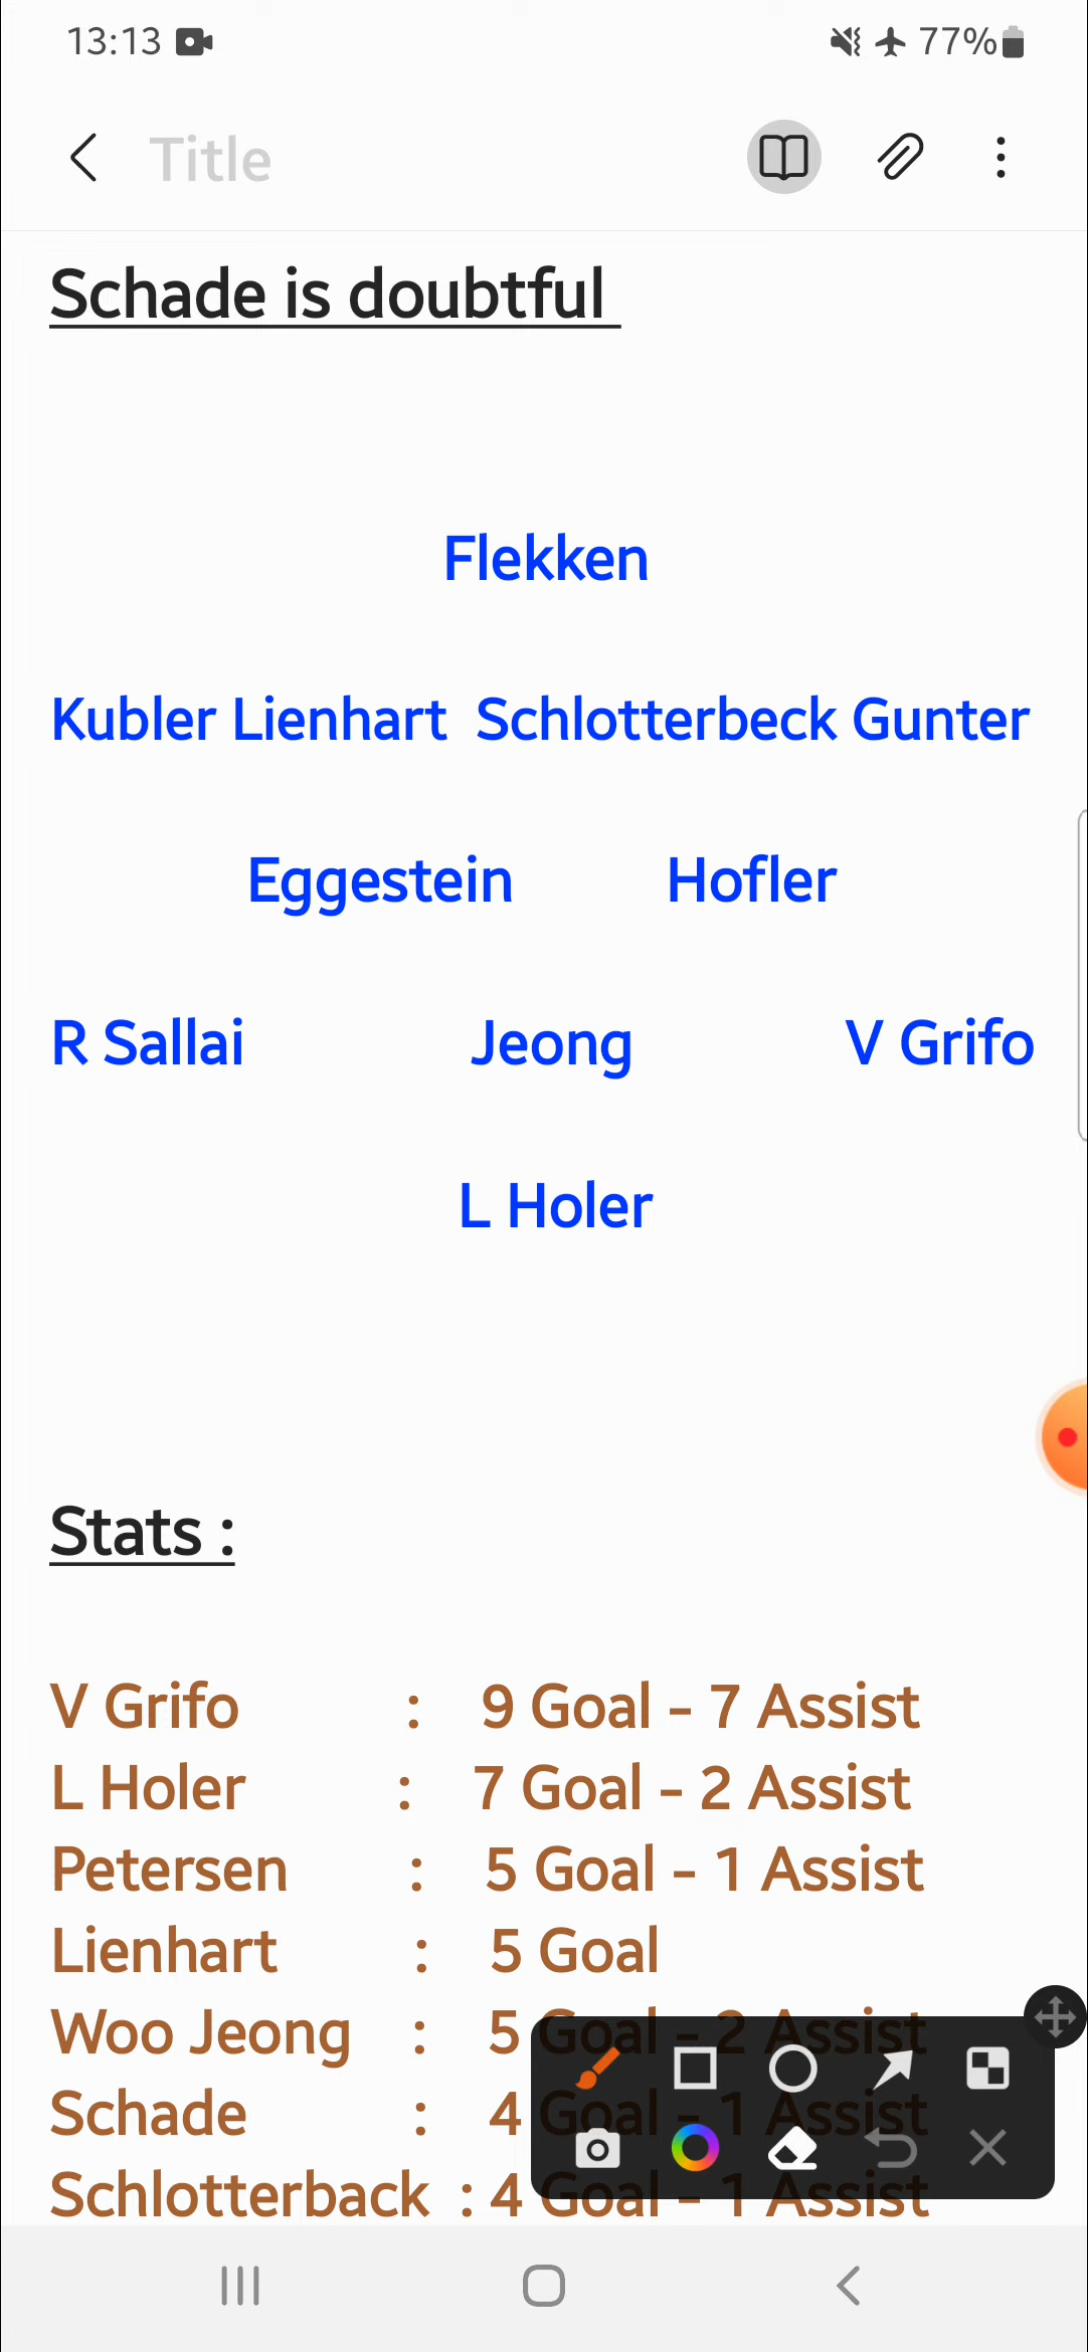 13:13 77%
Title
Schade is doubtful
Flekken
Kubler Lienhart Schlotterbeck Gunter
Eggestein Hofler
R Sallai Jeong V Grifo
L Holer
Stats :
V Grifo : 9 Goal - 7 Assist
L Holer : 7 Goal - 2 Assist
Petersen : 5 Goal - 1 Assist
Lienhart : 5 Goal
Woo Jeong : 5 Goal - 2 Assist
Schade : 4 Goal - 1 Assist
Schlotterback : 4 Goal - 1 Assist